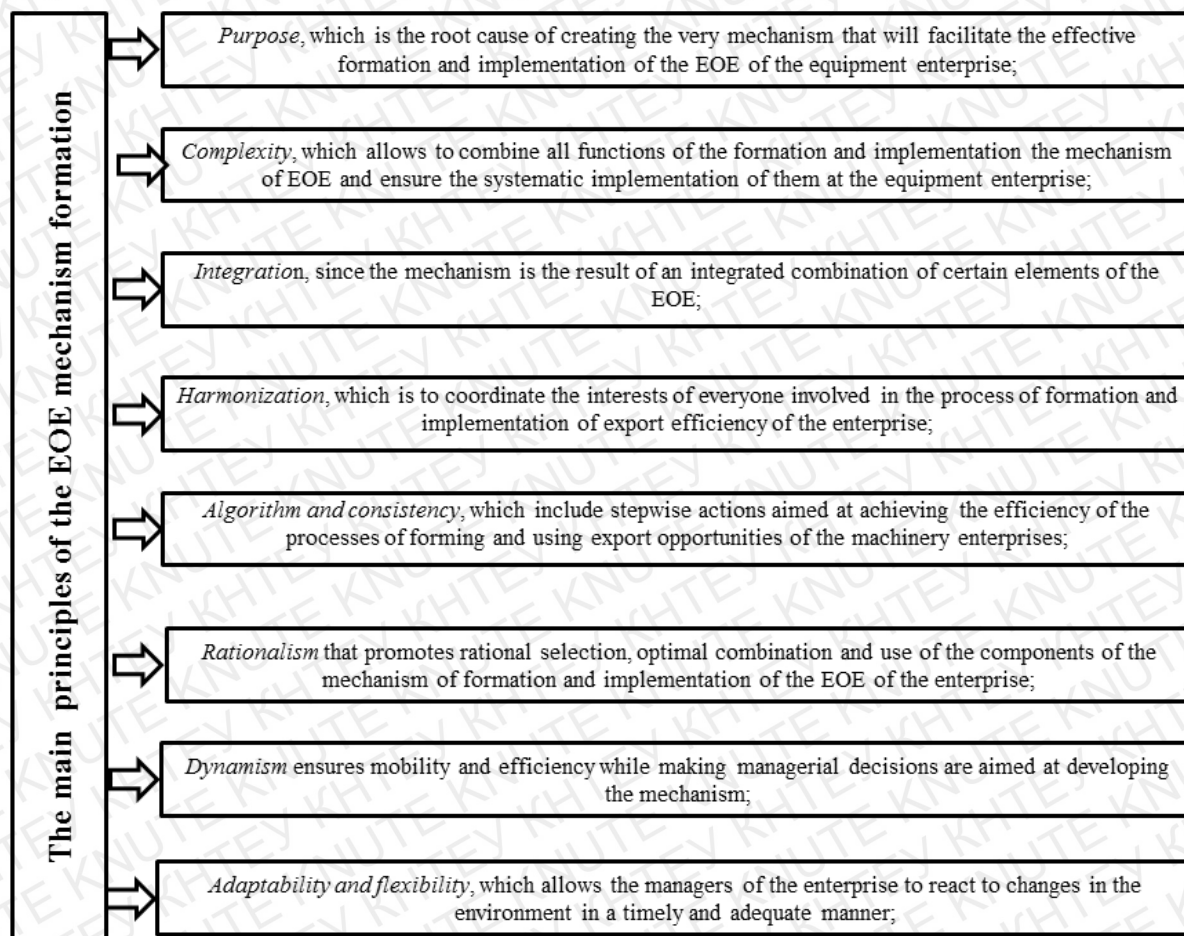 The main principles of the EOE mechanism formation
Purpose, which is the root cause of creating the very mechanism that will facilitate the effective
formation and implementation of the EOE of the equipment enterprise;
Complexity, which allows to combine all functions of the formation and implementation the mechanism
of EOE and ensure the systematic implementation of them at the equipment enterprise;
Integration, since the mechanism is the result of an integrated combination of certain elements of the
EOE;
Harmonization, which is to coordinate the interests of everyone involved in the process of formation and
implementation of export efficiency of the enterprise;
Algorithm and consistency, which include stepwise actions aimed at achieving the efficiency of the
processes of forming and using export opportunities of the machinery enterprises;
Rationalism that promotes rational selection, optimal combination and use of the components of the
mechanism of formation and implementation of the EOE of the enterprise;
Dynamism ensures mobility and efficiency while making managerial decisions are aimed at developing
the mechanism;
Adaptability and flexibility, which allows the managers of the enterprise to react to changes in the
environment in a timely and adequate manner;